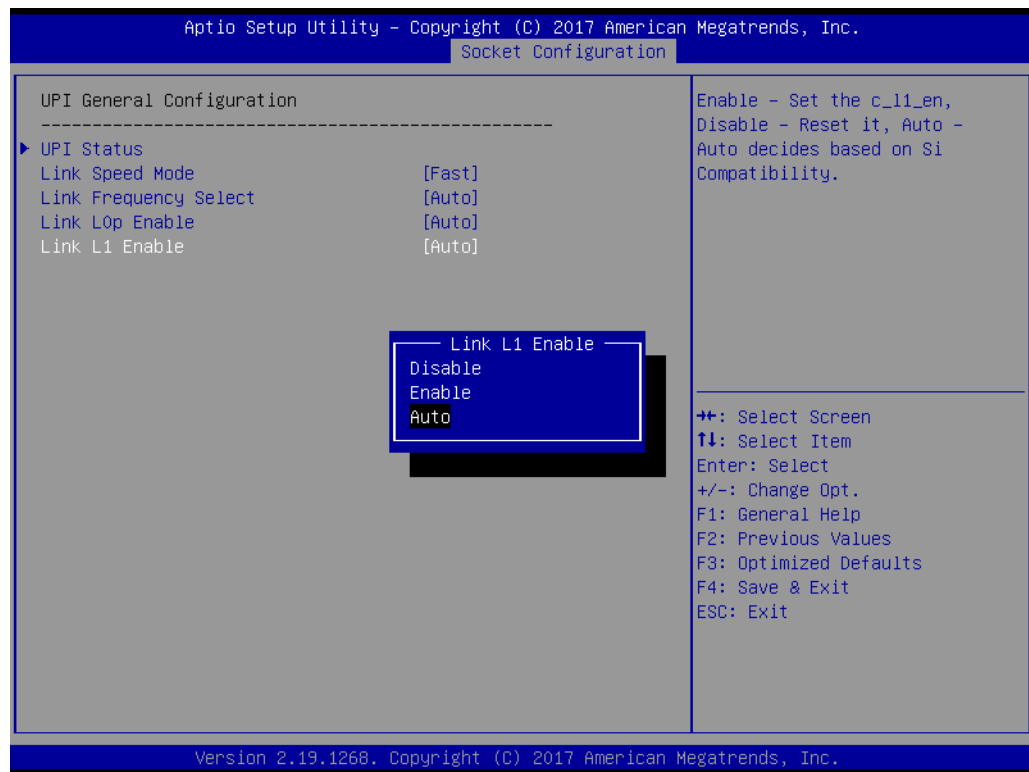 Aptio Setup Utility – Copyright (C) 2017 American Megatrends, Inc.
Socket Configuration
UPI General Configuration
--------------------------------------------------
UPI Status
Link Speed Mode [Fast]
Link Frequency Select [Auto]
Link L0p Enable [Auto]
Link L1 Enable [Auto]
Link L1 Enable
Disable
Enable
Auto
Enable – Set the c_l1_en,
Disable – Reset it, Auto –
Auto decides based on Si
Compatibility.
→←: Select Screen
↑↓: Select Item
Enter: Select
+/-: Change Opt.
F1: General Help
F2: Previous Values
F3: Optimized Defaults
F4: Save & Exit
ESC: Exit
Version 2.19.1268. Copyright (C) 2017 American Megatrends, Inc.